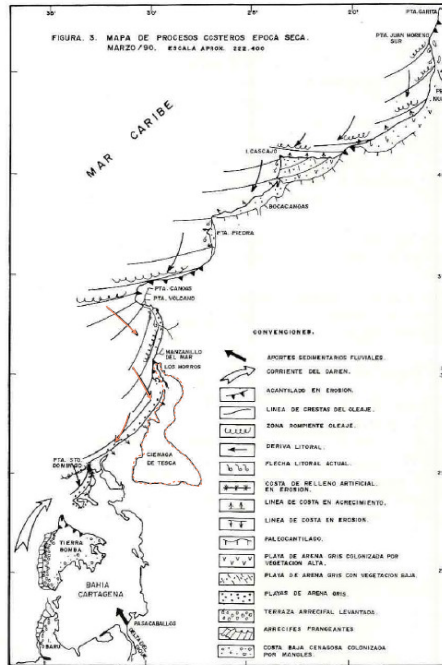 35'
30'
25'
20'
FIGURA. 3. MAPA DE PROCESOS COSTEROS EPOCA SECA.
MARZO/90. ESCALA APROX. 222.400
PTA. JUAN MORENO
SUR
MAR CARIBE
I. CASCAJO
BOCACANOAS
PTA. PIEDRA
PTA. CANOAS
PTA. VOLCANO
MANZANILLO
DEL MAR
LOS MORROS
CIENAGA
DE TESCA
PTA. STO.
DOMINGO
TIERRA
BOMBA
BAHIA
CARTAGENA
PASACABALLOS
I.
BARU
CONVENCIONES.
APORTES SEDIMENTARIOS FLUVIALES.
CORRIENTE DEL DARIEN.
ACANTILADO EN EROSION.
LINEA DE CRESTAS DEL OLEAJE.
ZONA ROMPIENTE OLEAJE.
DERIVA LITORAL.
FLECHA LITORAL ACTUAL.
COSTA DE RELLENO ARTIFICIAL
EN EROSION.
LINEA DE COSTA EN ACRECIMIENTO.
LINEA DE COSTA EN EROSION.
PALEOCANTILADO.
PLAYA DE ARENA GRIS COLONIZADA POR
VEGETACION ALTA.
PLAYA DE ARENA GRIS CON VEGETACION BAJA.
PLAYAS DE ARENA GRIS.
TERRAZA ARRECIFAL LEVANTADA.
ARRECIFES FRANGEANTES.
COSTA BAJA CENAGOSA COLONIZADA
POR MANGLES.